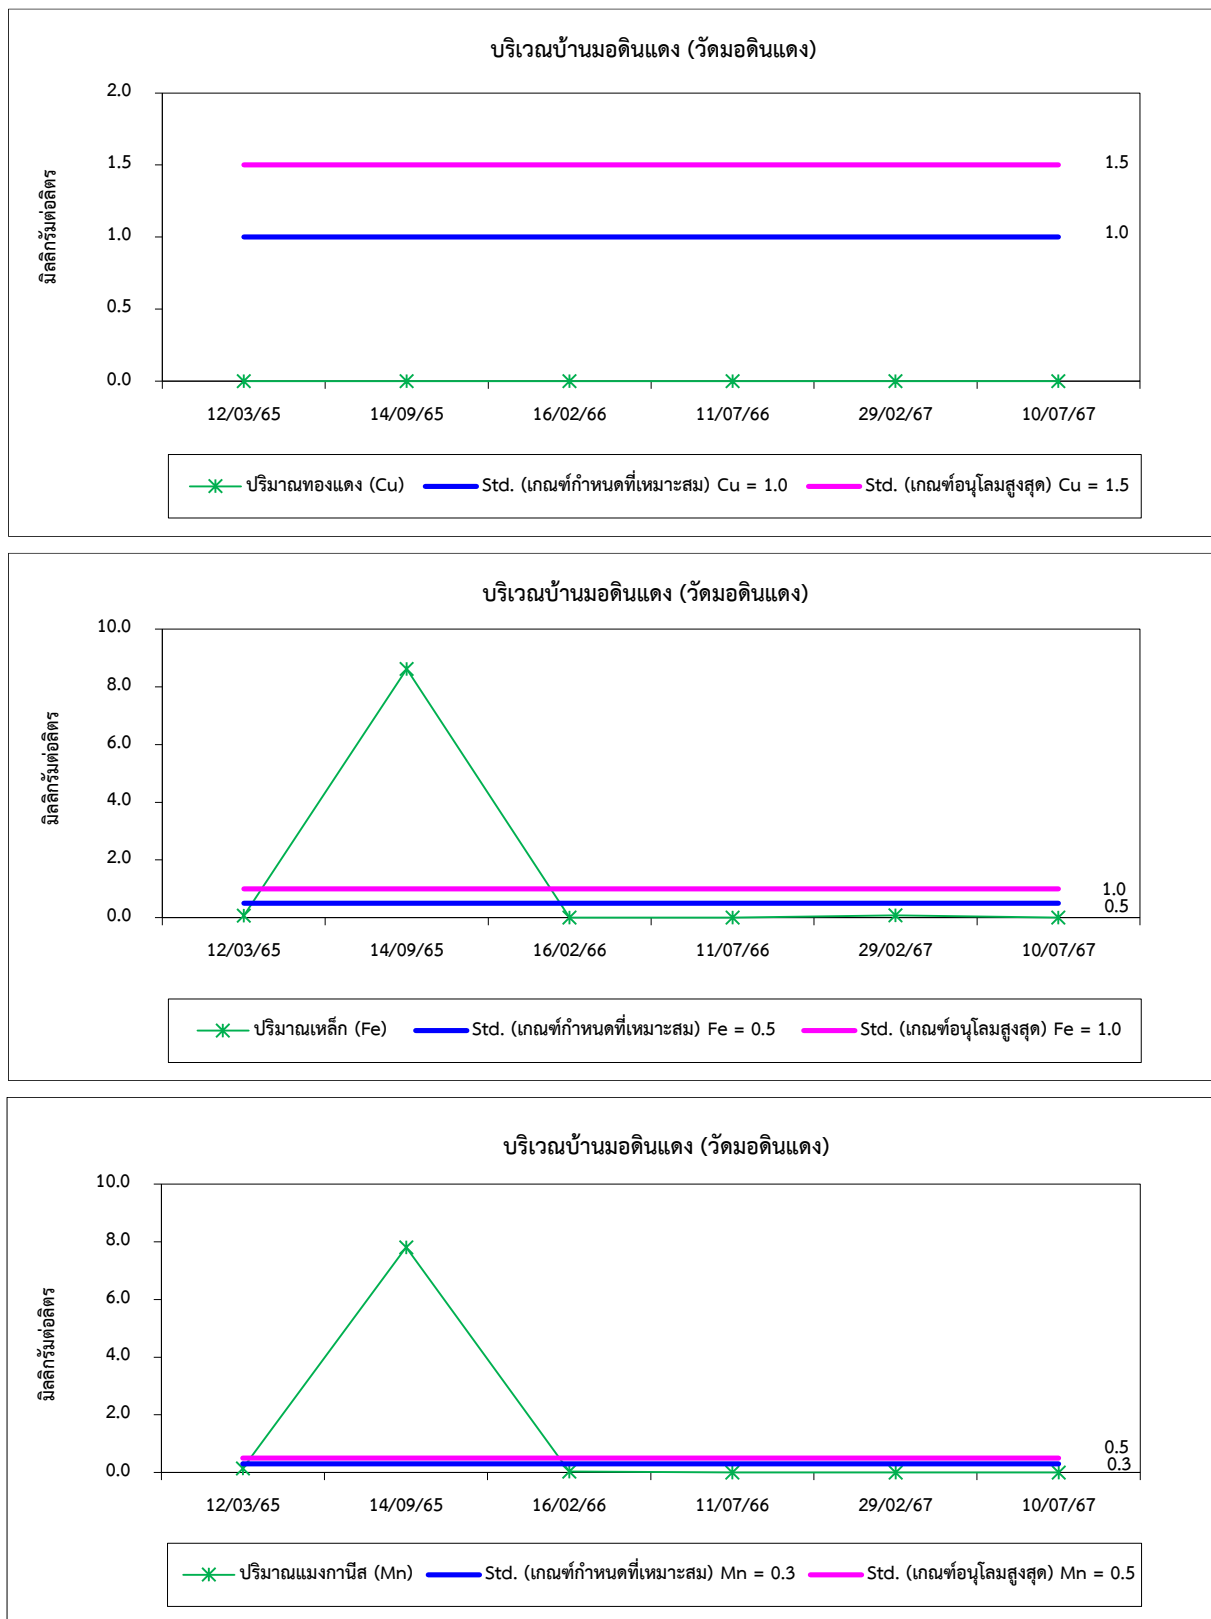 บริเวณบ้านมอดินแดง (วัดมอดินแดง)
มิลลิกรัมต่อลิตร
2.0
1.5
1.0
0.5
0.0
1.5
1.0
12/03/65 14/09/65 16/02/66 11/07/66 29/02/67 10/07/67
ปริมาณทองแดง (Cu) Std. (เกณฑ์กำหนดที่เหมาะสม) Cu = 1.0 Std. (เกณฑ์อนุโลมสูงสุด) Cu = 1.5
บริเวณบ้านมอดินแดง (วัดมอดินแดง)
มิลลิกรัมต่อลิตร
10.0
8.0
6.0
4.0
2.0
0.0
1.0
0.5
12/03/65 14/09/65 16/02/66 11/07/66 29/02/67 10/07/67
ปริมาณเหล็ก (Fe) Std. (เกณฑ์กำหนดที่เหมาะสม) Fe = 0.5 Std. (เกณฑ์อนุโลมสูงสุด) Fe = 1.0
บริเวณบ้านมอดินแดง (วัดมอดินแดง)
มิลลิกรัมต่อลิตร
10.0
8.0
6.0
4.0
2.0
0.0
0.5
0.3
12/03/65 14/09/65 16/02/66 11/07/66 29/02/67 10/07/67
ปริมาณแมงกานีส (Mn) Std. (เกณฑ์กำหนดที่เหมาะสม) Mn = 0.3 Std. (เกณฑ์อนุโลมสูงสุด) Mn = 0.5